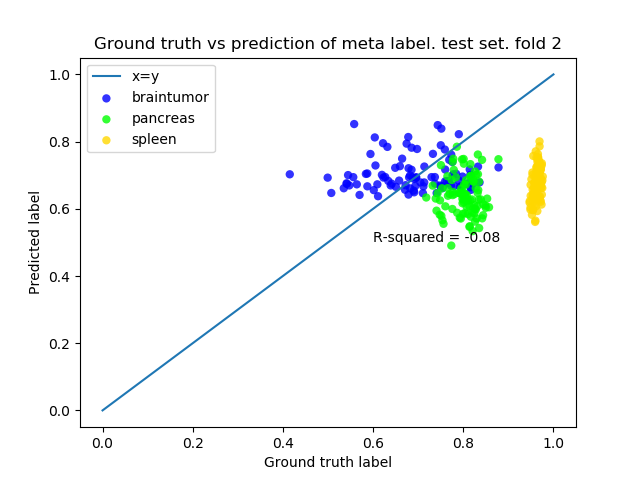 Ground truth vs prediction of meta label. test set. fold 2
x=y
braintumor
pancreas
spleen
1.0
0.8
0.6
0.4
0.2
0.0
Predicted label
R-squared = -0.08
0.0 0.2 0.4 0.6 0.8 1.0
Ground truth label